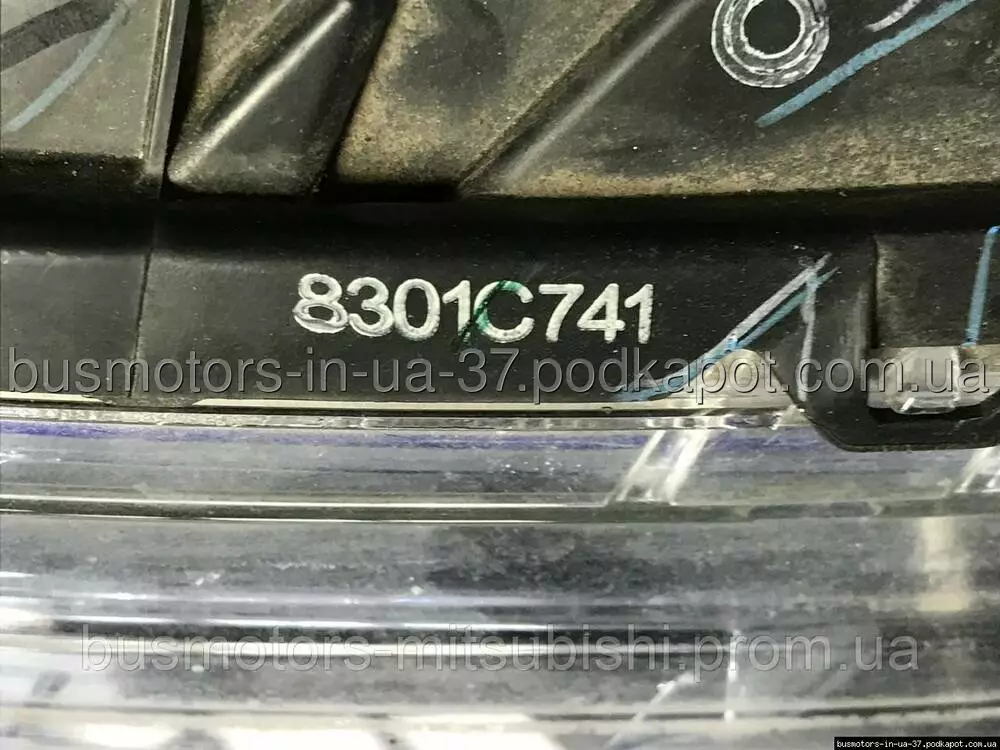 8301C741
busmotors-in-ua-37.podkapot.com.ua
busmotors-mitsubishi.prom.ua
busmotors-in-ua-37.podkapot.com.ua